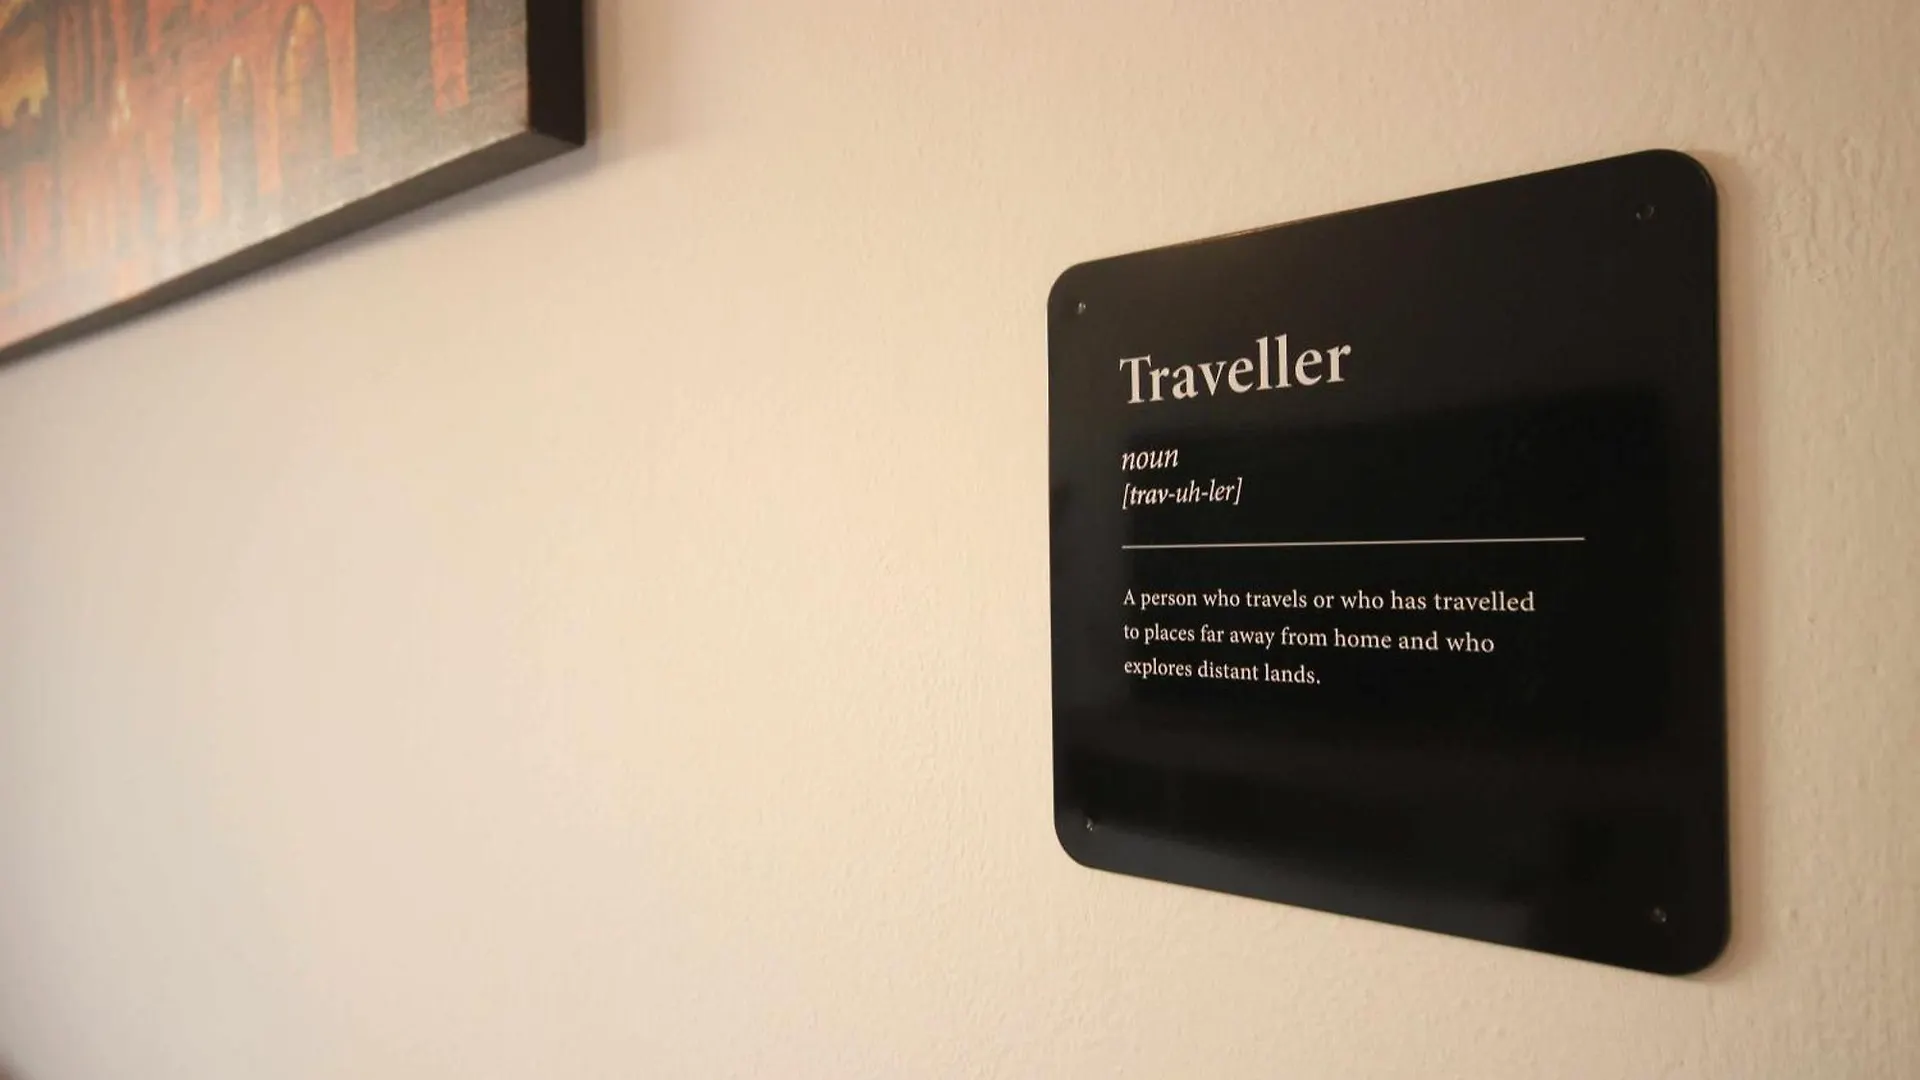 Traveller
noun
[trav-uh-ler]
A person who travels or who has travelled
to places far away from home and who
explores distant lands.